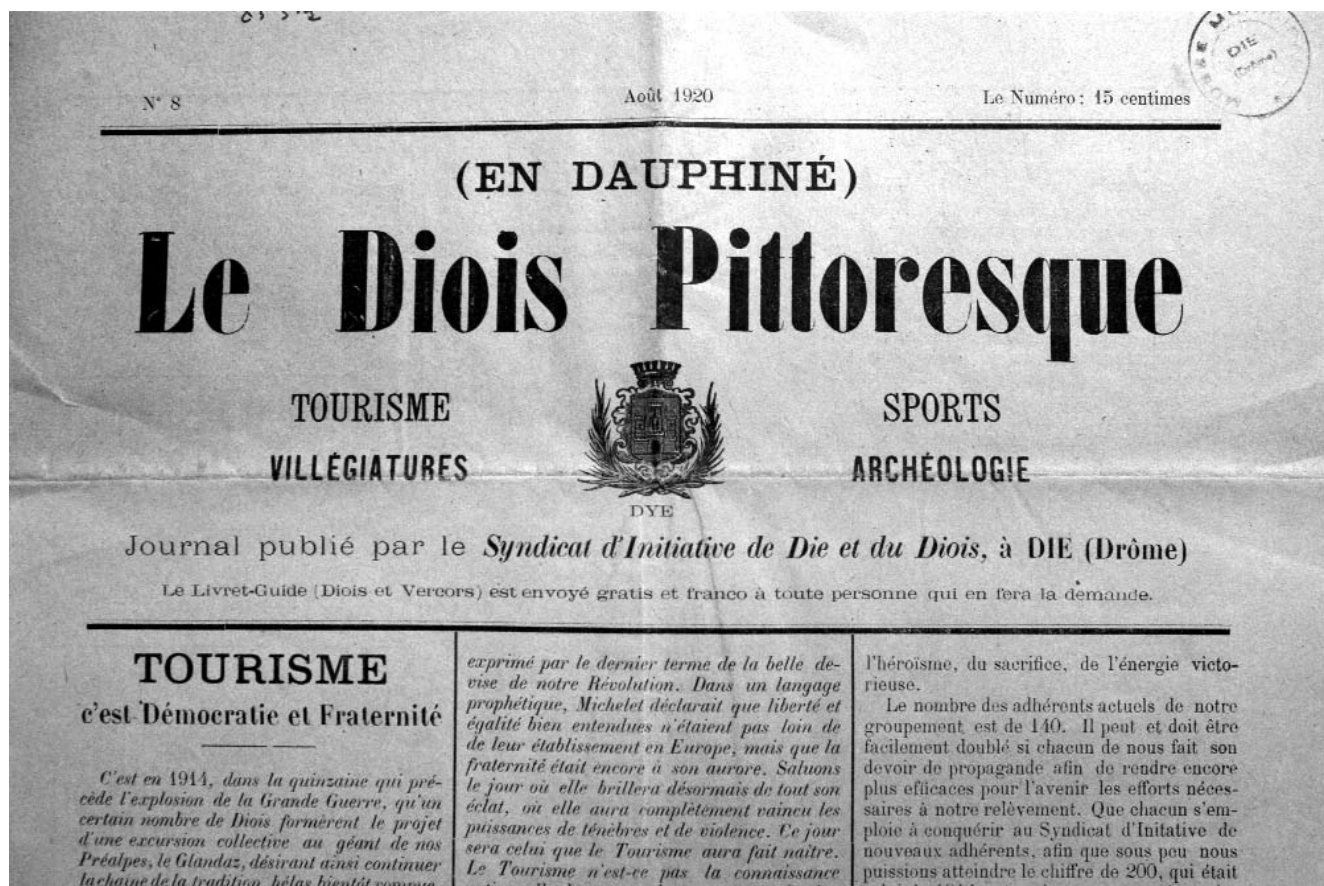 N° 8
Août 1920
Le Numéro : 15 centimes
MUSÉE
DIE
(Drôme)
(EN DAUPHINÉ)
Le Diois Pittoresque
TOURISME
VILLÉGIATURES
SPORTS
ARCHÉOLOGIE
DYE
Journal publié par le Syndicat d'Initiative de Die et du Diois, à DIE (Drôme)
Le Livret-Guide (Diois et Vercors) est envoyé gratis et franco à toute personne qui en fera la demande.
TOURISME
c'est Démocratie et Fraternité
C'est en 1914, dans la quinzaine qui pré-
cède l'explosion de la Grande Guerre, qu'un
certain nombre de Diois formèrent le projet
d'une excursion collective au géant de nos
Préalpes, le Glandaz, désirant ainsi continuer
la chaîne de la tradition, hélas bientôt rompue,
exprimé par le dernier terme de la belle de-
vise de notre Révolution. Dans un langage
prophétique, Michelet déclarait que liberté et
égalité bien entendues n'étaient pas loin de
de leur établissement en Europe, mais que la
fraternité était encore à son aurore. Saluons
le jour où elle brillera désormais de tout son
éclat, où elle aura complètement vaincu les
puissances de ténèbres et de violence. Ce jour
sera celui que le Tourisme aura fait naître.
Le Tourisme n'est-ce pas la connaissance
l'héroïsme, du sacrifice, de l'énergie victo-
rieuse.
Le nombre des adhérents actuels de notre
groupement est de 140. Il peut et doit être
facilement doublé si chacun de nous fait son
devoir de propagande afin de rendre encore
plus efficaces pour l'avenir les efforts néces-
saires à notre relèvement. Que chacun s'em-
ploie à conquérir au Syndicat d'Initative de
nouveaux adhérents, afin que sous peu nous
puissions atteindre le chiffre de 200, qui était